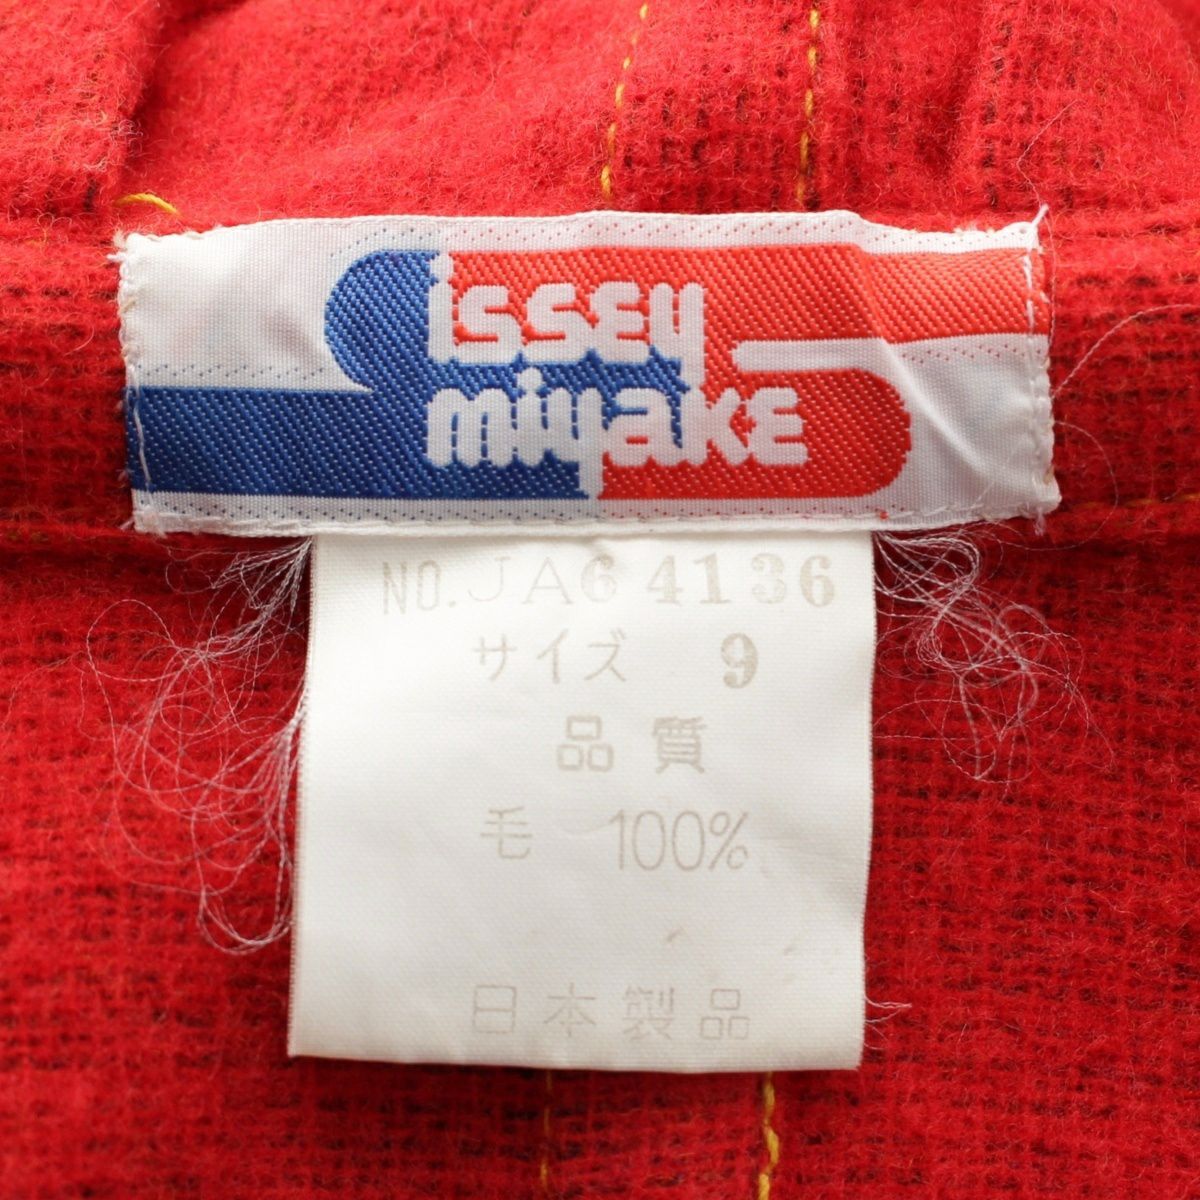 issey
miyake
NO. JA64136
サイズ 9
品質
毛 100%
日本製品